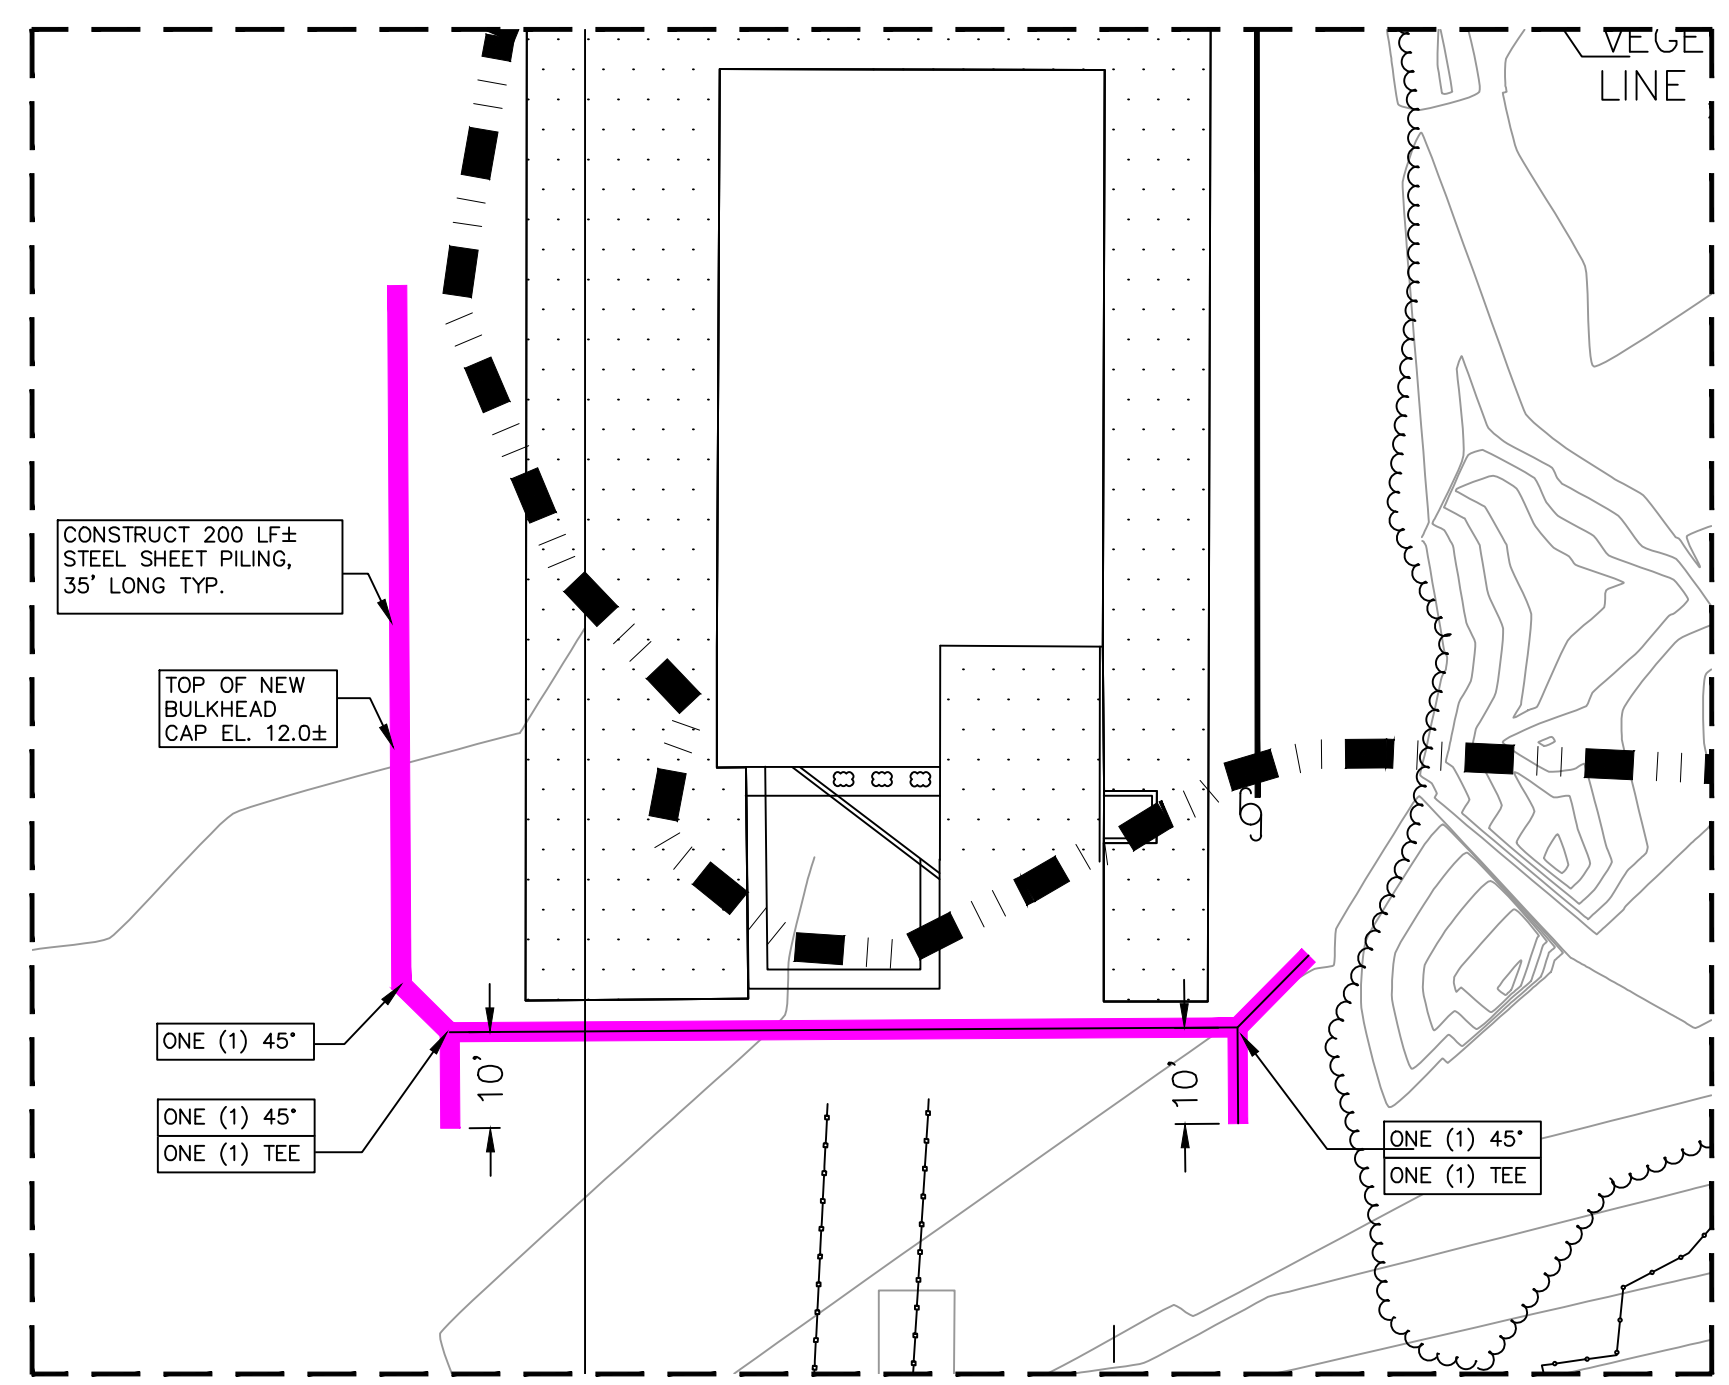 VEGE
LINE
CONSTRUCT 200 LF±
STEEL SHEET PILING,
35' LONG TYP.
TOP OF NEW
BULKHEAD
CAP EL. 12.0±
ONE (1) 45°
ONE (1) 45°
ONE (1) TEE
10'
10'
ONE (1) 45°
ONE (1) TEE